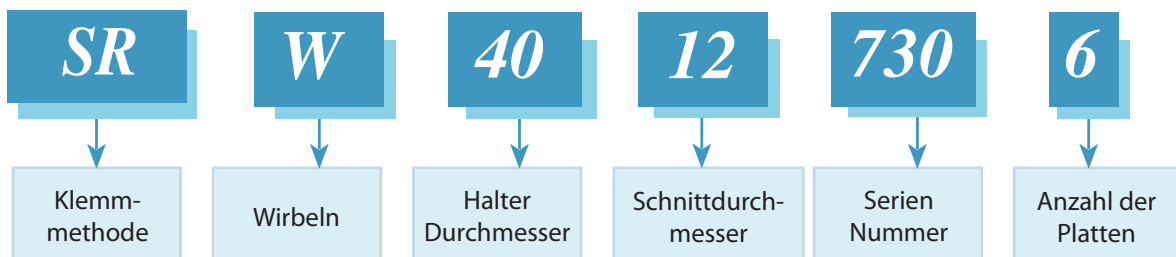 SR W 40 12 730 6
Klemm-
methode
Wirbeln
Halter
Durchmesser
Schnittdurch-
messer
Serien
Nummer
Anzahl der
Platten